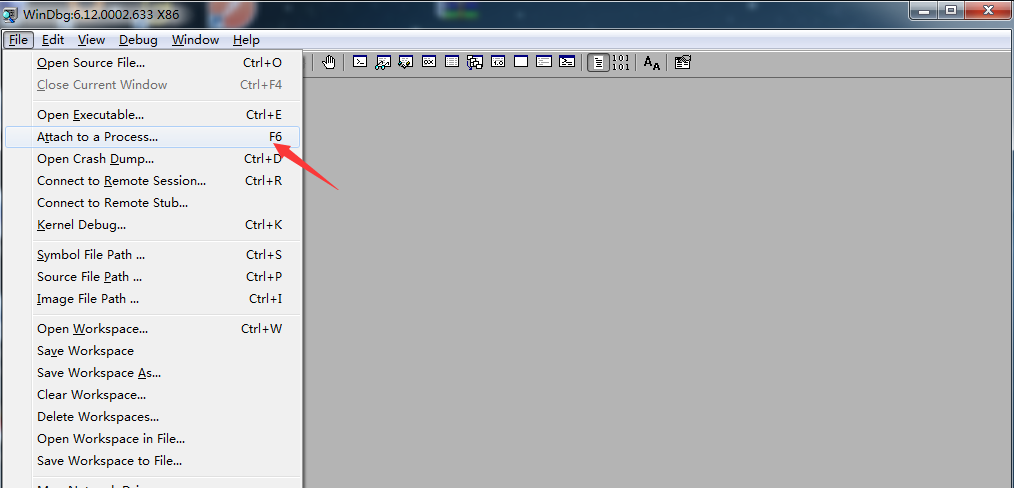 WinDbg:6.12.0002.633 X86
File Edit View Debug Window Help
Open Source File... Ctrl+O
Close Current Window Ctrl+F4
Open Executable... Ctrl+E
Attach to a Process... F6
Open Crash Dump... Ctrl+D
Connect to Remote Session... Ctrl+R
Connect to Remote Stub...
Kernel Debug... Ctrl+K
Symbol File Path ... Ctrl+S
Source File Path ... Ctrl+P
Image File Path ... Ctrl+I
Open Workspace... Ctrl+W
Save Workspace
Save Workspace As...
Clear Workspace...
Delete Workspaces...
Open Workspace in File...
Save Workspace to File...